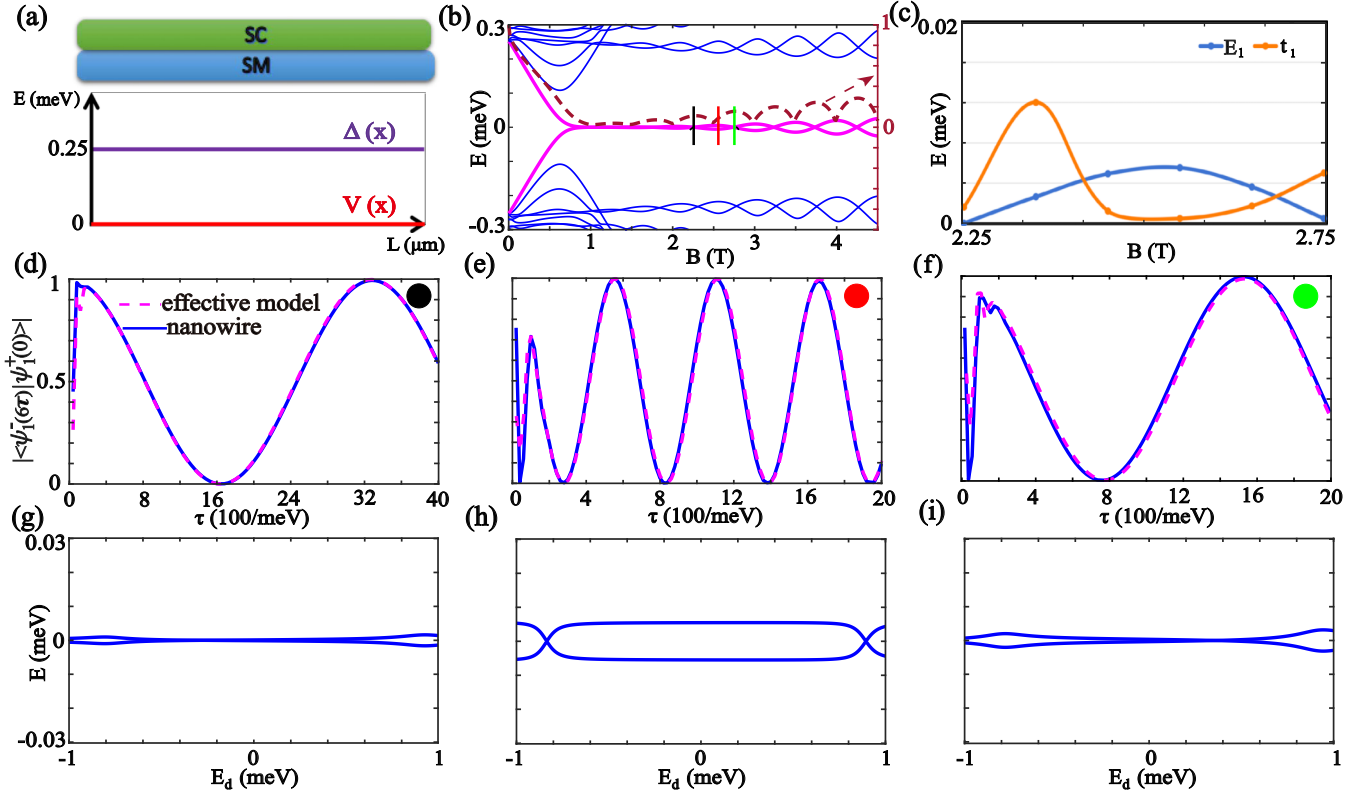 (a)
SC
SM
E (meV)
0.25
0
Δ (x)
V (x)
L (μm)
(b)
0.3
0
-0.3
E (meV)
0 1 2 3 4
B (T)
1
0
(c)
0.02
0
E (meV)
E₁ t₁
2.25 2.75
B (T)
(d)
1
0.5
0
|<ψ₁⁻(6τ)|ψ₁⁺(0)>|
effective model
nanowire
0 8 16 24 32 40
τ (100/meV)
(e)
0 4 8 12 16 20
τ (100/meV)
(f)
0 4 8 12 16 20
τ (100/meV)
(g)
0.03
0
-0.03
E (meV)
-1 0 1
E_d (meV)
(h)
-1 0 1
E_d (meV)
(i)
-1 0 1
E_d (meV)